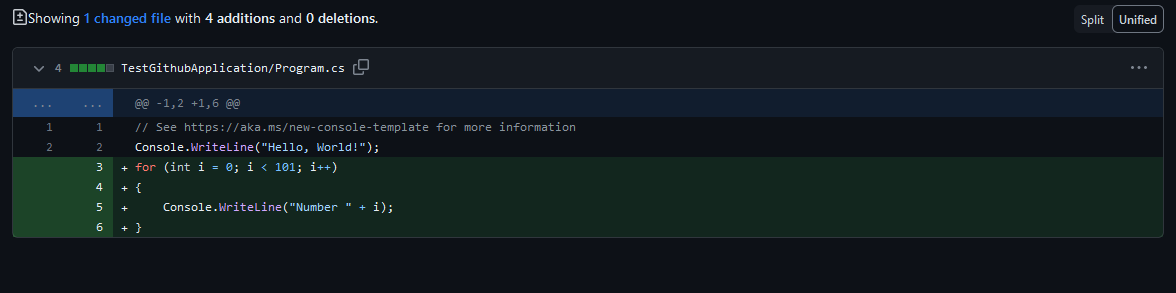 Showing 1 changed file with 4 additions and 0 deletions.
Split Unified
4 TestGithubApplication/Program.cs ...
... ... @@ -1,2 +1,6 @@
1 1 // See https://aka.ms/new-console-template for more information
2 2 Console.WriteLine("Hello, World!");
3 + for (int i = 0; i < 101; i++)
4 + {
5 +     Console.WriteLine("Number " + i);
6 + }